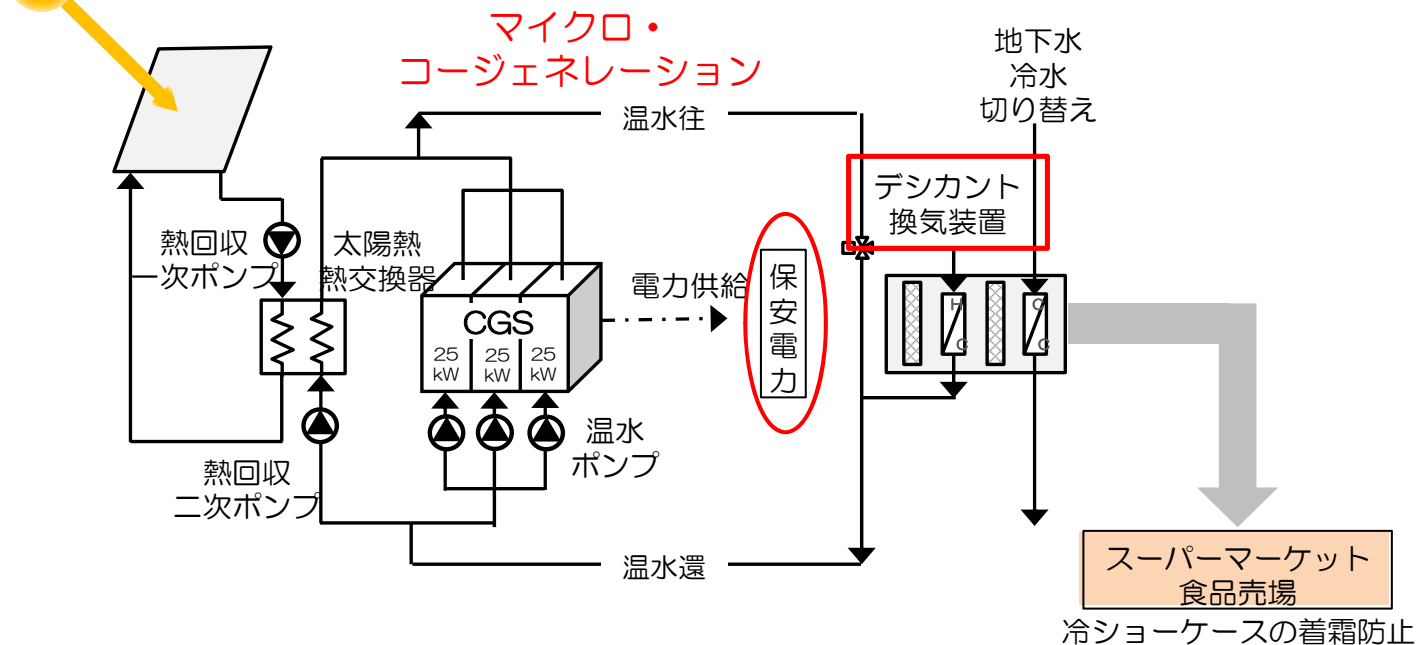 マイクロ・
コージェネレーション
地下水
冷水
切り替え
温水往
デシカント
換気装置
熱回収
一次ポンプ
太陽熱
熱交換器
電力供給
保安電力
H
C
C
C
CGS
25
kW
25
kW
25
kW
温水
ポンプ
熱回収
二次ポンプ
温水還
スーパーマーケット
食品売場
冷ショーケースの着霜防止